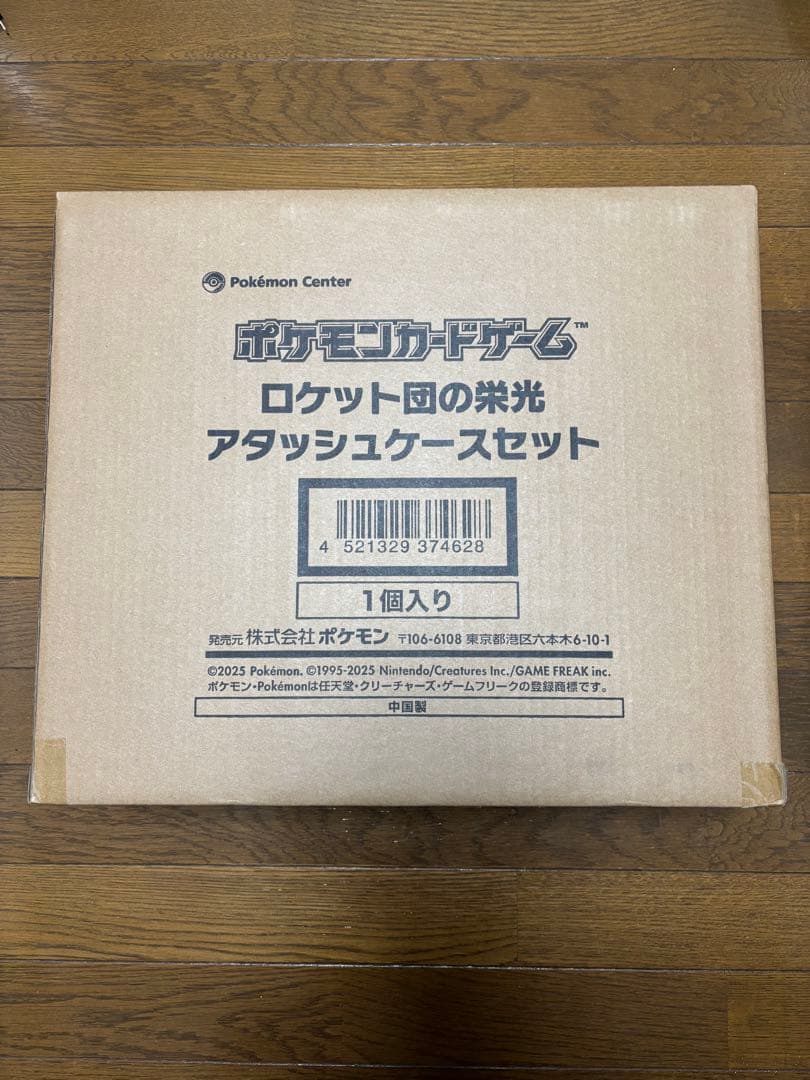 Pokémon Center
ポケモンカードゲーム™
ロケット団の栄光
アタッシュケースセット
4 521329 374628
1個入り
発売元 株式会社 ポケモン 〒106-6108 東京都港区六本木6-10-1
©2025 Pokémon. ©1995-2025 Nintendo/Creatures Inc./GAME FREAK inc.
ポケモン・Pokémonは任天堂・クリーチャーズ・ゲームフリークの登録商標です。
中国製